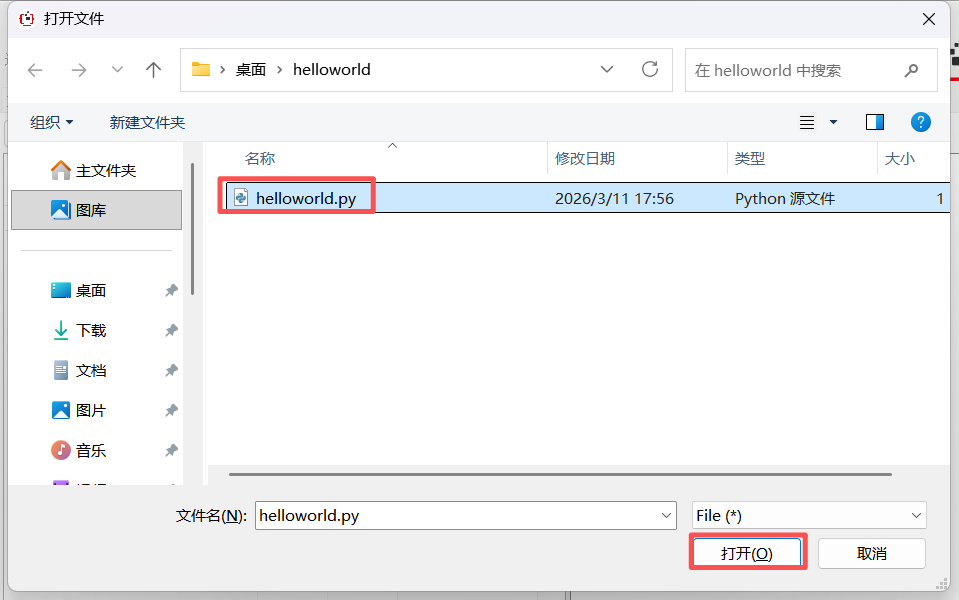 打开文件
桌面 helloworld
在 helloworld 中搜索
组织 新建文件夹
名称 修改日期 类型 大小
主文件夹
helloworld.py 2026/3/11 17:56 Python 源文件 1
图库
桌面
下载
文档
图片
音乐
文件名(N): helloworld.py File (*)
打开(O) 取消